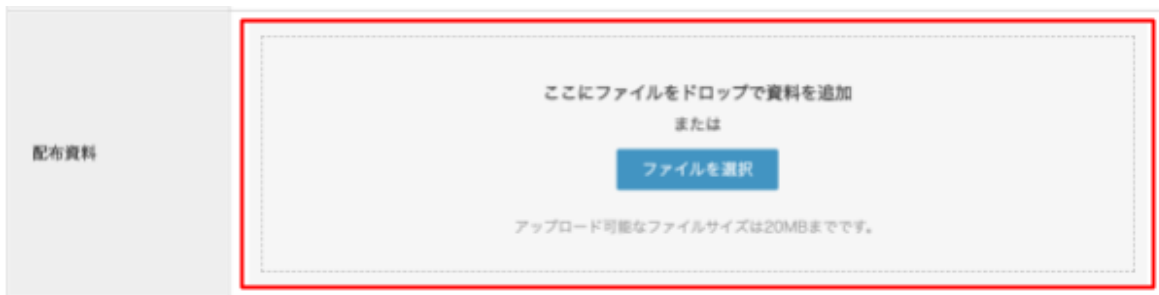 配布資料
ここにファイルをドロップで資料を追加
または
ファイルを選択
アップロード可能なファイルサイズは20MBまでです。